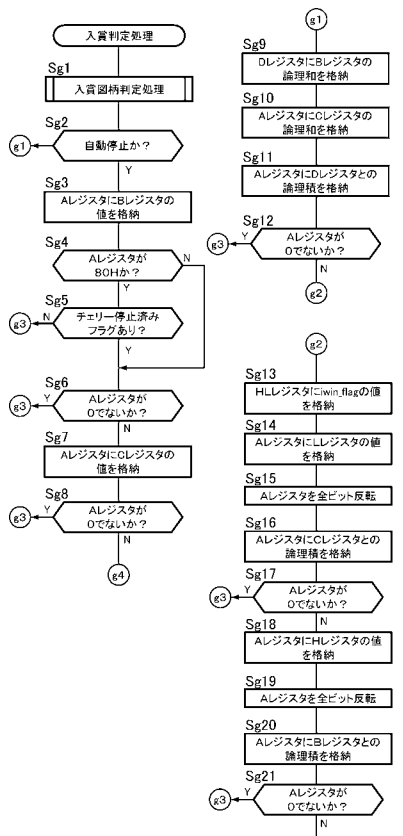 入賞判定処理
Sg1
入賞図柄判定処理
Sg2
自動停止か？
g1
Y
Sg3
AレジスタにBレジスタの
値を格納
Sg4
Aレジスタが
80Hか？
N
Y
Sg5
チェリー停止済み
フラグあり？
N
g3
Y
Sg6
Aレジスタが
0でないか？
Y
g3
N
Sg7
AレジスタにCレジスタの
値を格納
Sg8
Aレジスタが
0でないか？
Y
g3
N
g4
g1
Sg9
DレジスタにBレジスタの
論理和を格納
Sg10
AレジスタにCレジスタの
論理和を格納
Sg11
AレジスタにDレジスタとの
論理積を格納
Sg12
Aレジスタが
0でないか？
Y
g3
N
g2
g2
Sg13
HLレジスタにiwin_flagの値
を格納
Sg14
AレジスタにLレジスタの値
を格納
Sg15
Aレジスタを全ビット反転
Sg16
AレジスタにCレジスタとの
論理積を格納
Sg17
Aレジスタが
0でないか？
Y
g3
N
Sg18
AレジスタにHレジスタの値
を格納
Sg19
Aレジスタを全ビット反転
Sg20
AレジスタにBレジスタとの
論理積を格納
Sg21
Aレジスタが
0でないか？
Y
g3
N